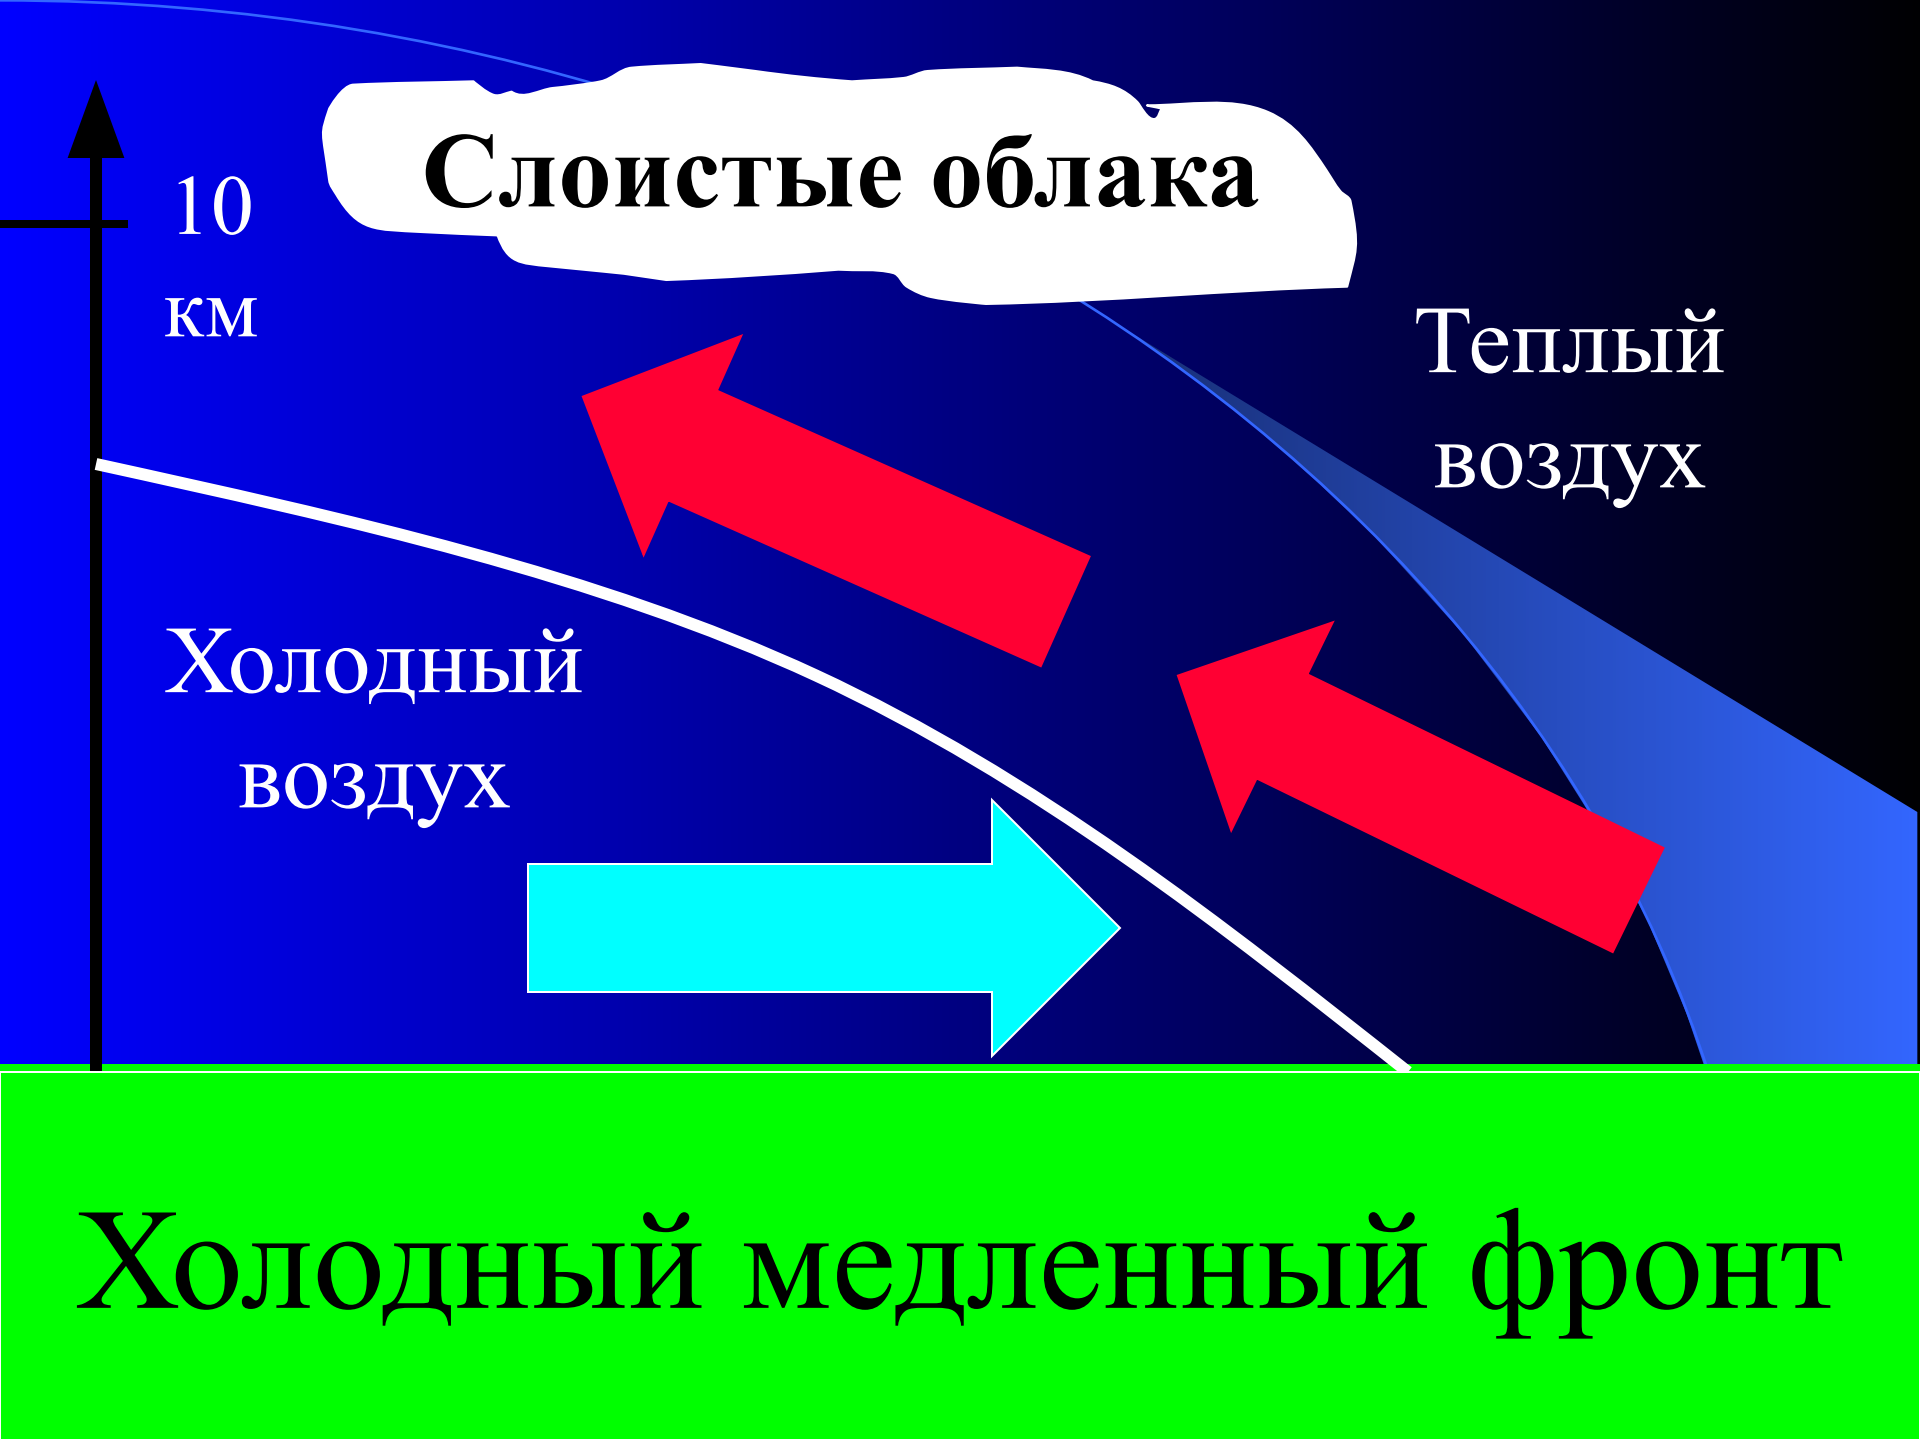 Слоистые облака
10
км
Теплый
воздух
Холодный
воздух
Холодный медленный фронт